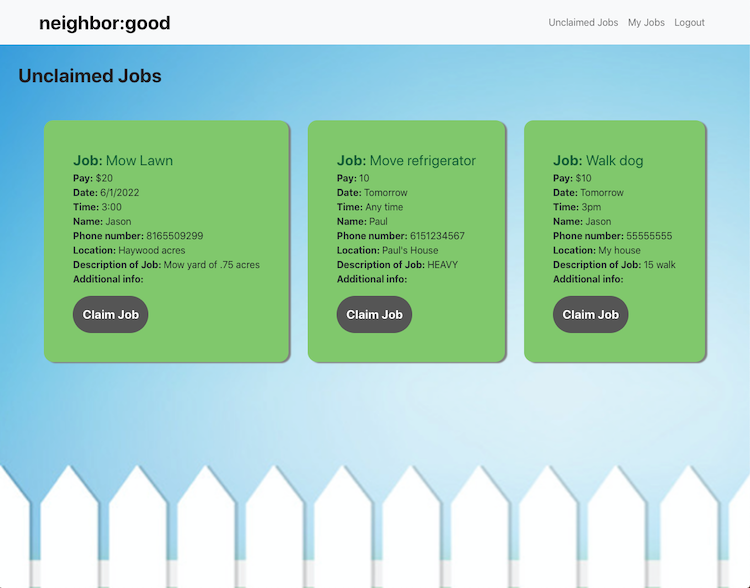 neighbor:good
Unclaimed Jobs
My Jobs
Logout
Unclaimed Jobs
Job: Mow Lawn
Pay: $20
Date: 6/1/2022
Time: 3:00
Name: Jason
Phone number: 8165509299
Location: Haywood acres
Description of Job: Mow yard of .75 acres
Additional info:
Claim Job
Job: Move refrigerator
Pay: 10
Date: Tomorrow
Time: Any time
Name: Paul
Phone number: 6151234567
Location: Paul's House
Description of Job: HEAVY
Additional info:
Claim Job
Job: Walk dog
Pay: $10
Date: Tomorrow
Time: 3pm
Name: Jason
Phone number: 55555555
Location: My house
Description of Job: 15 walk
Additional info:
Claim Job